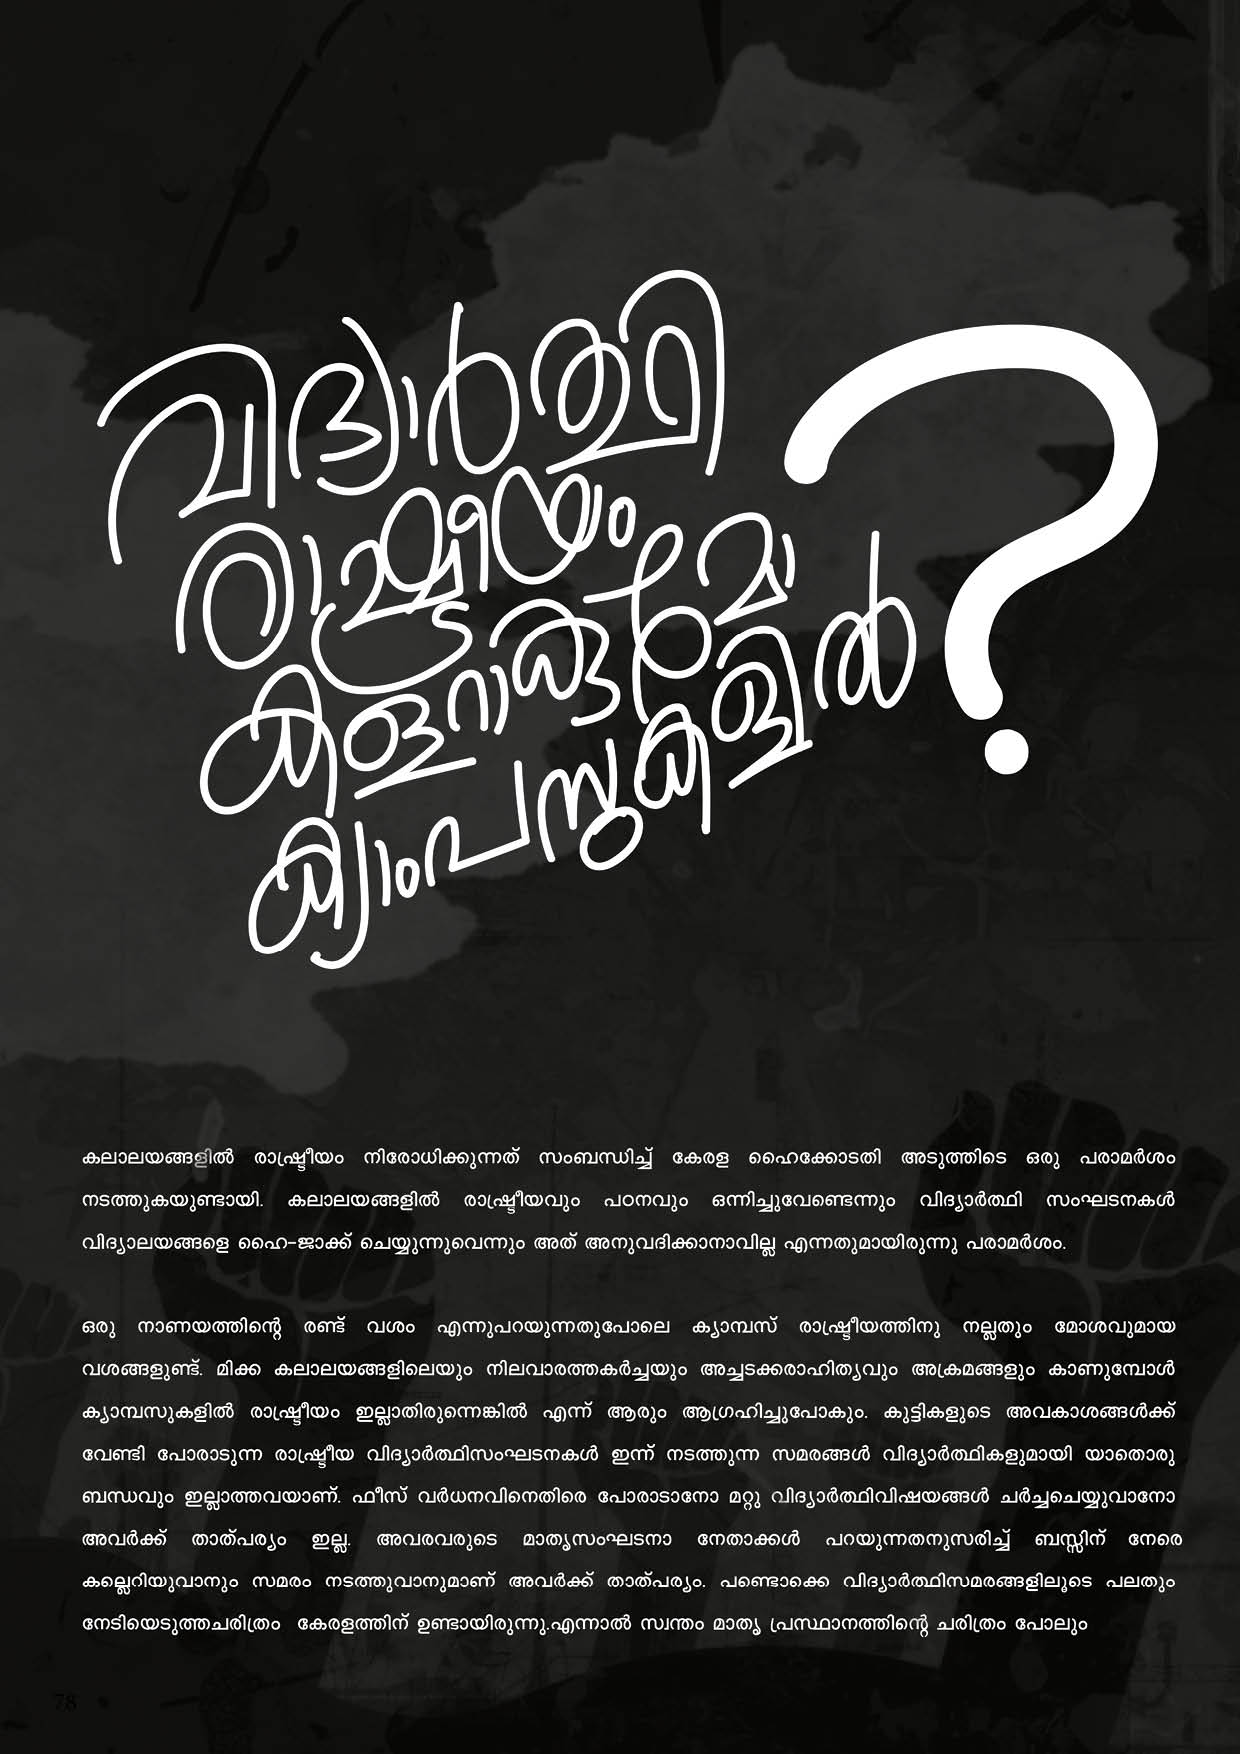 വിദ്യാർത്ഥി
രാഷ്ട്രീയം
കളറാക്കുമോ
ക്യാംപസുകളിൽ?
കലാലയങ്ങളിൽ രാഷ്ട്രീയം നിരോധിക്കുന്നത് സംബന്ധിച്ച് കേരള ഹൈക്കോടതി അടുത്തിടെ ഒരു പരാമർശം
നടത്തുകയുണ്ടായി. കലാലയങ്ങളിൽ രാഷ്ട്രീയവും പഠനവും ഒന്നിച്ചുവേണ്ടെന്നും വിദ്യാർത്ഥി സംഘടനകൾ
വിദ്യാലയങ്ങളെ ഹൈ-ജാക്ക് ചെയ്യുന്നുവെന്നും അത് അനുവദിക്കാനാവില്ല എന്നതുമായിരുന്നു പരാമർശം.
ഒരു നാണയത്തിന്റെ രണ്ട് വശം എന്നുപറയുന്നതുപോലെ ക്യാമ്പസ് രാഷ്ട്രീയത്തിനു നല്ലതും മോശവുമായ
വശങ്ങളുണ്ട്. മിക്ക കലാലയങ്ങളിലെയും നിലവാരത്തകർച്ചയും അച്ചടക്കരാഹിത്യവും അക്രമങ്ങളും കാണുമ്പോൾ
ക്യാമ്പസുകളിൽ രാഷ്ട്രീയം ഇല്ലാതിരുന്നെങ്കിൽ എന്ന് ആരും ആഗ്രഹിച്ചുപോകും. കുട്ടികളുടെ അവകാശങ്ങൾക്ക്
വേണ്ടി പോരാടുന്ന രാഷ്ട്രീയ വിദ്യാർത്ഥിസംഘടനകൾ ഇന്ന് നടത്തുന്ന സമരങ്ങൾ വിദ്യാർത്ഥികളുമായി യാതൊരു
ബന്ധവും ഇല്ലാത്തവയാണ്. ഫീസ് വർധനവിനെതിരെ പോരാടാനോ മറ്റു വിദ്യാർത്ഥിവിഷയങ്ങൾ ചർച്ചചെയ്യുവാനോ
അവർക്ക് താത്പര്യം ഇല്ല. അവരവരുടെ മാതൃസംഘടനാ നേതാക്കൾ പറയുന്നതനുസരിച്ച് ബസ്സിന് നേരെ
കല്ലെറിയുവാനും സമരം നടത്തുവാനുമാണ് അവർക്ക് താത്പര്യം. പണ്ടൊക്കെ വിദ്യാർത്ഥിസമരങ്ങളിലൂടെ പലതും
നേടിയെടുത്തചരിത്രം കേരളത്തിന് ഉണ്ടായിരുന്നു.എന്നാൽ സ്വന്തം മാതൃ പ്രസ്ഥാനത്തിന്റെ ചരിത്രം പോലും
78